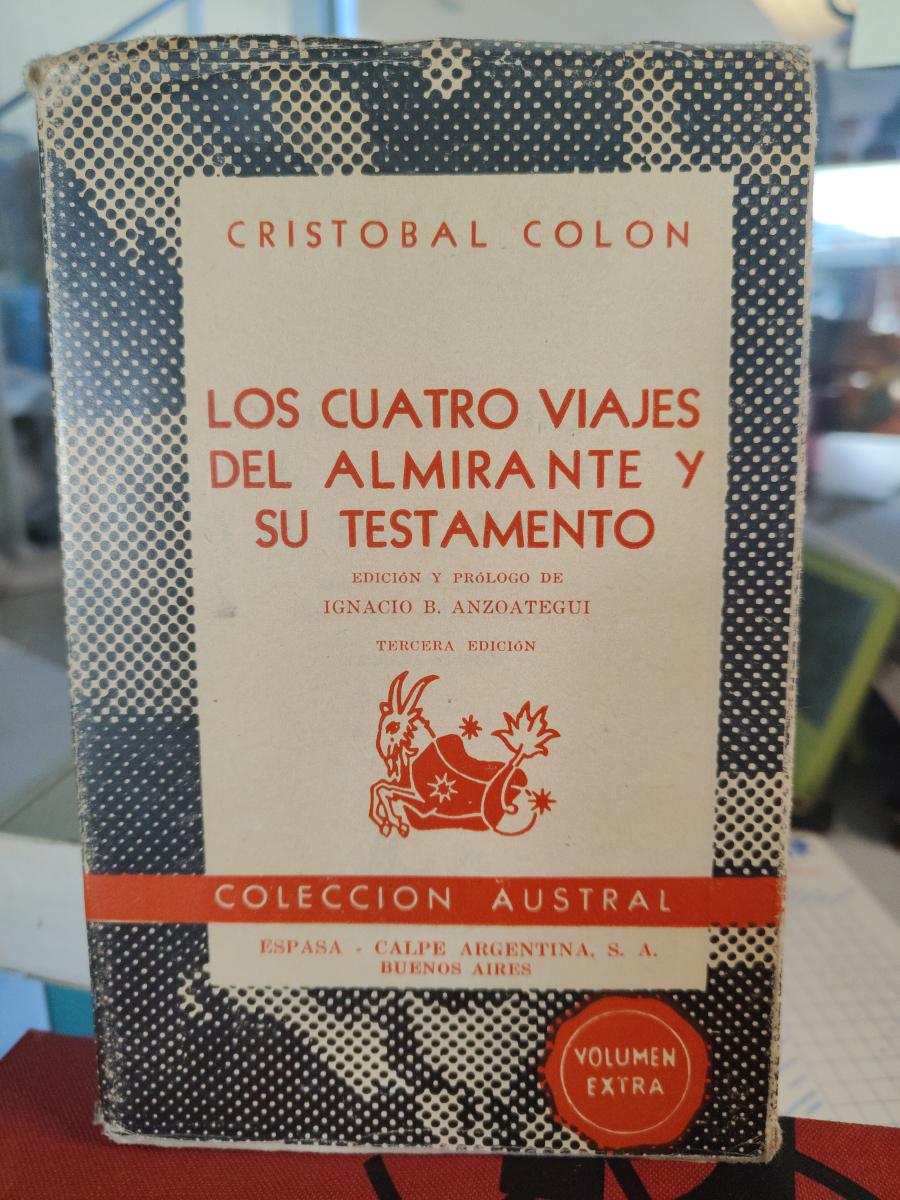 CRISTOBAL COLON
LOS CUATRO VIAJES
DEL ALMIRANTE Y
SU TESTAMENTO
EDICIÓN Y PRÓLOGO DE
IGNACIO B. ANZOATEGUI
TERCERA EDICIÓN
COLECCION AUSTRAL
ESPASA - CALPE ARGENTINA, S. A.
BUENOS AIRES
VOLUMEN
EXTRA